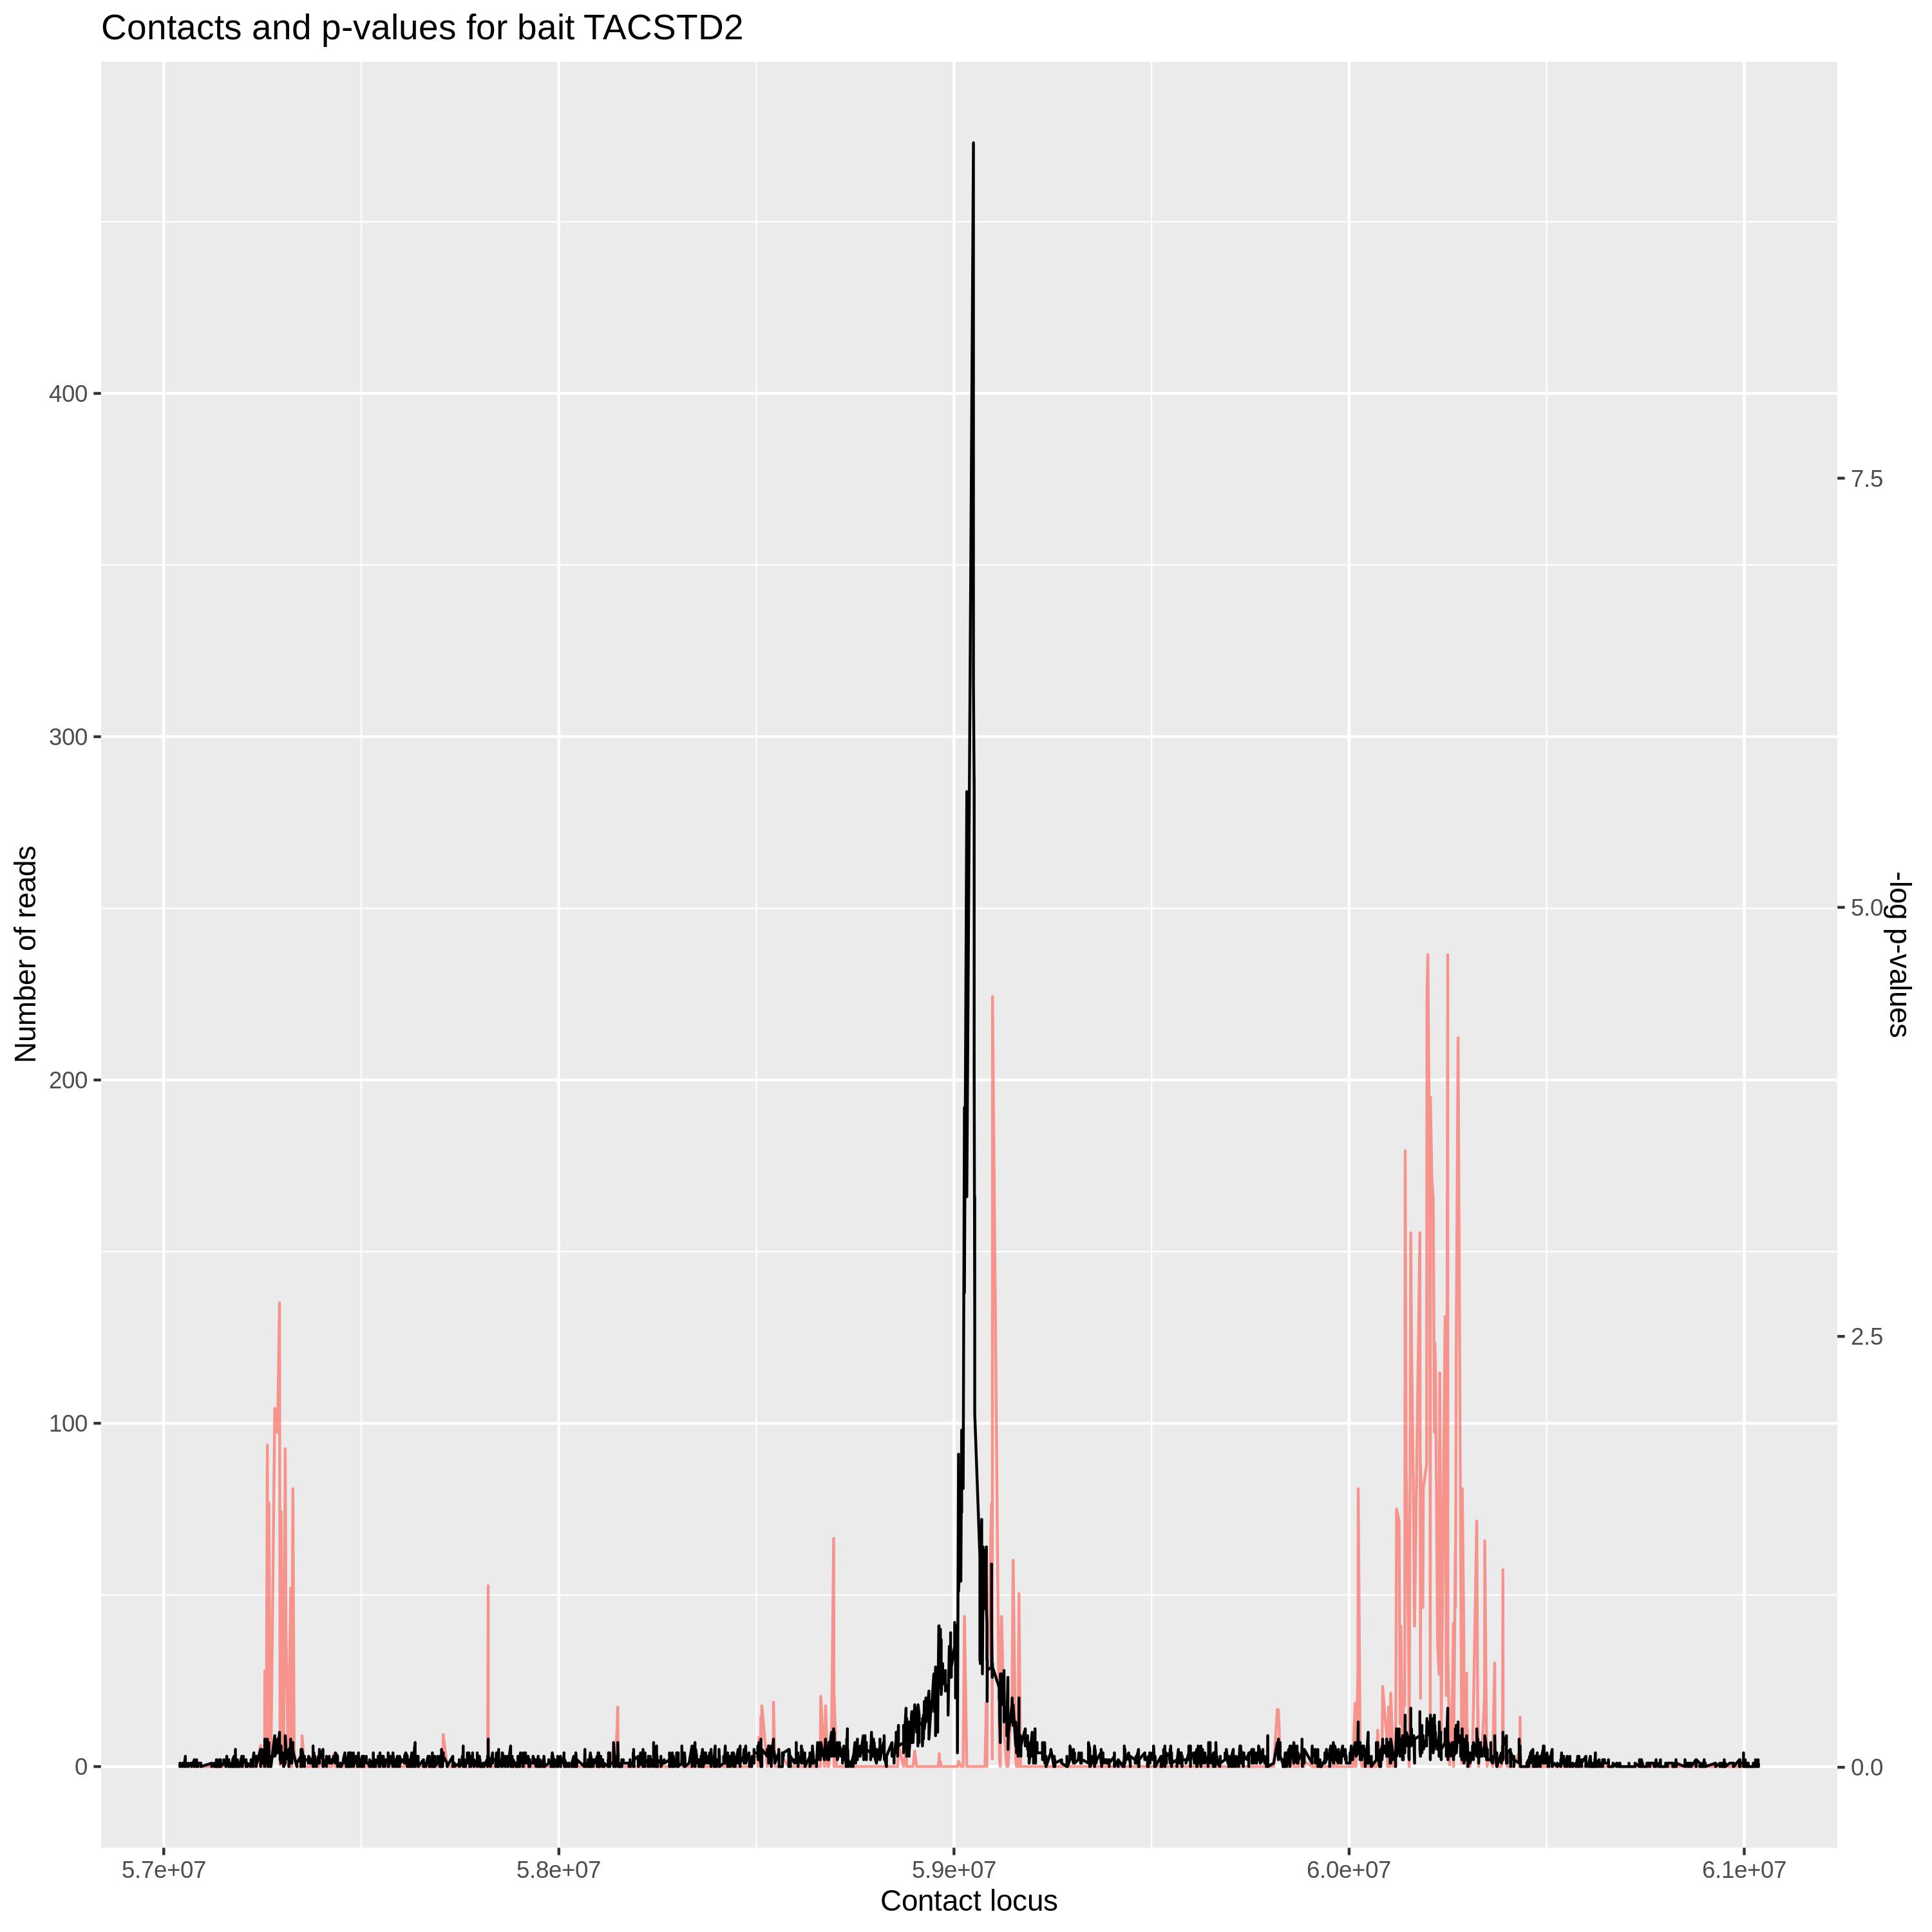 Contacts and p-values for bait TACSTD2
Number of reads
400
300
200
100
0
7.5
5.0
2.5
0.0
-log p-values
5.7e+07 5.8e+07 5.9e+07 6.0e+07 6.1e+07
Contact locus